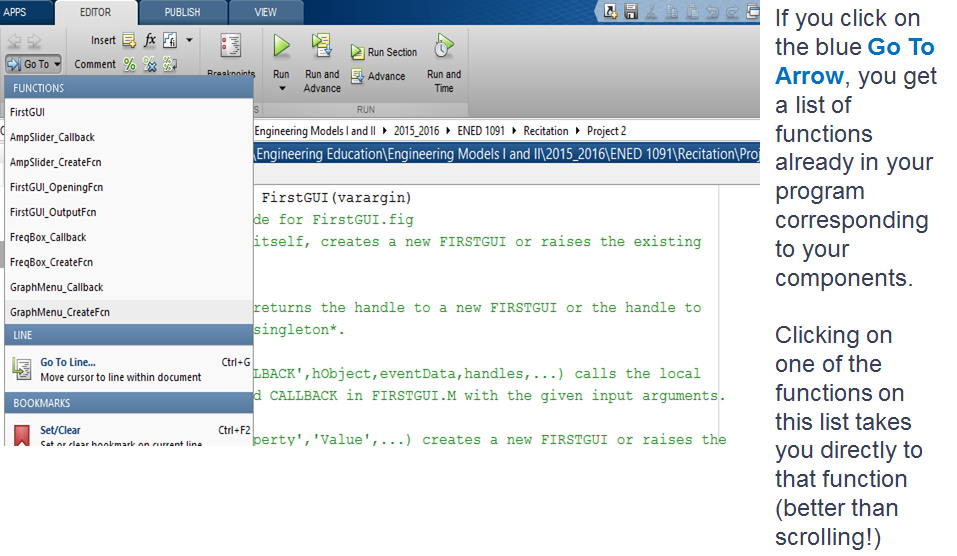 APPS
EDITOR
PUBLISH
VIEW
Insert
fx
Go To
Comment
Breakpoints
Run
Run and
Advance
Run Section
Advance
Run and
Time
RUN
FUNCTIONS
FirstGUI
AmpSlider_Callback
AmpSlider_CreateFcn
FirstGUI_OpeningFcn
FirstGUI_OutputFcn
FreqBox_Callback
FreqBox_CreateFcn
GraphMenu_Callback
GraphMenu_CreateFcn
LINE
Go To Line... Ctrl+G
Move cursor to line within document
BOOKMARKS
Set/Clear Ctrl+F2
Set or clear bookmark on current line
Engineering Models I and II 2015_2016 ENED 1091 Recitation Project 2
\Engineering Education\Engineering Models I and II\2015_2016\ENED 1091\Recitation\Proj
FirstGUI(varargin)
de for FirstGUI.fig
itself, creates a new FIRSTGUI or raises the existing
returns the handle to a new FIRSTGUI or the handle to
singleton*.
LBACK',hObject,eventData,handles,...) calls the local
d CALLBACK in FIRSTGUI.M with the given input arguments.
perty','Value',...) creates a new FIRSTGUI or raises the
If you click on
the blue Go To
Arrow, you get
a list of
functions
already in your
program
corresponding
to your
components.
Clicking on
one of the
functions on
this list takes
you directly to
that function
(better than
scrolling!)